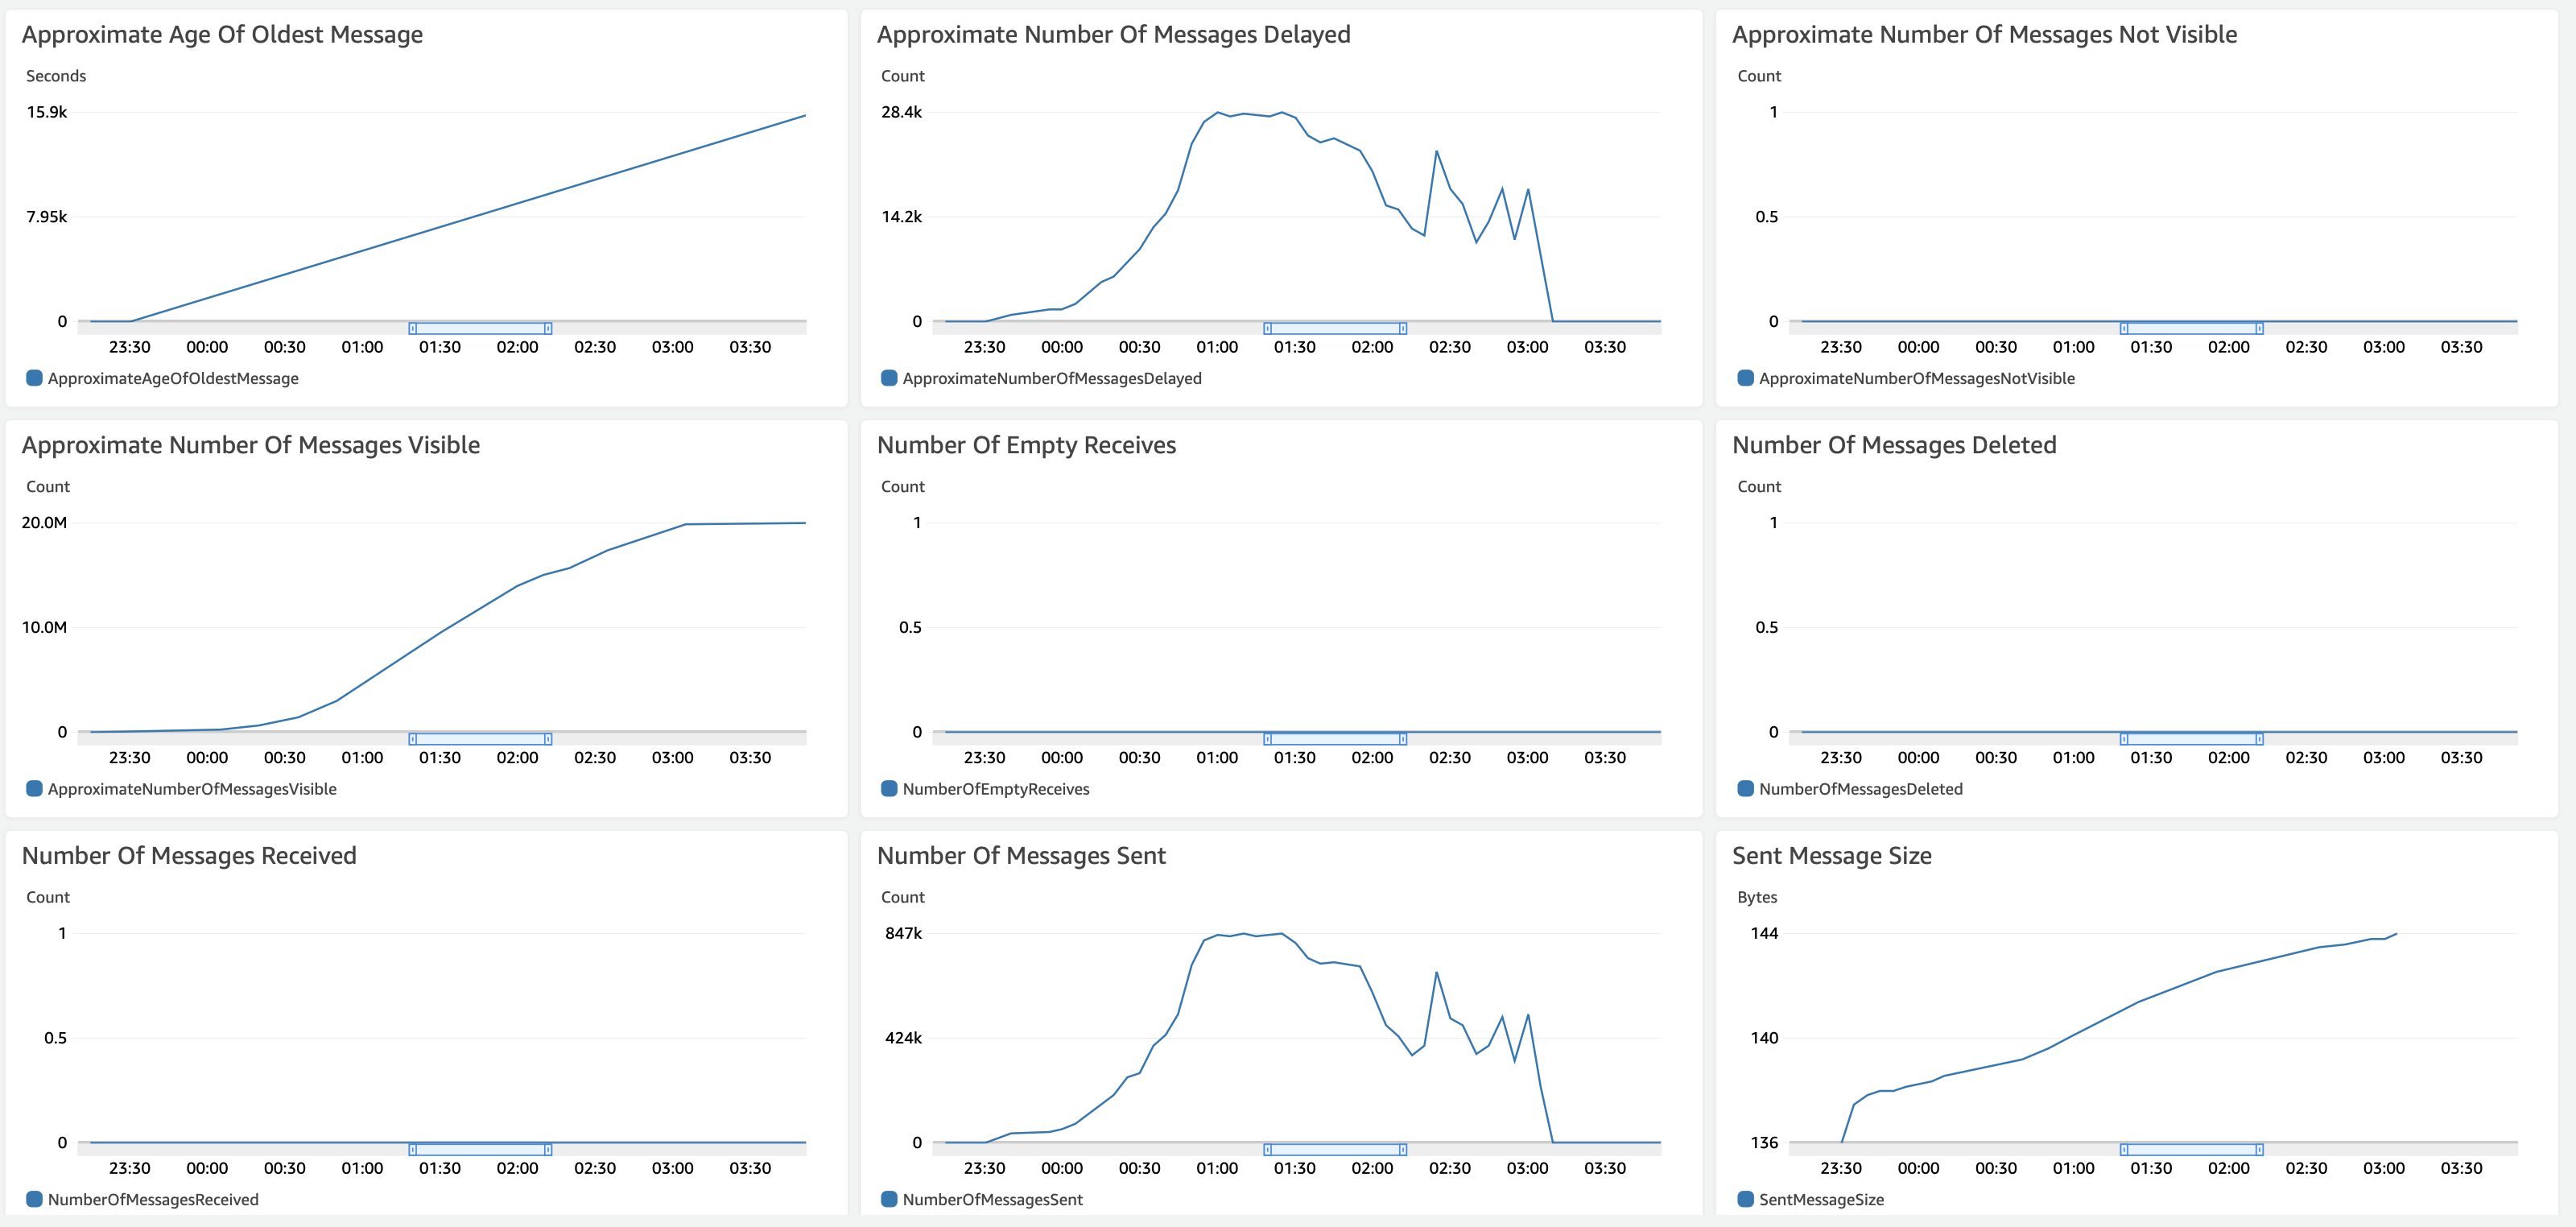 Approximate Age Of Oldest Message
Seconds
15.9k
7.95k
0
23:30 00:00 00:30 01:00 01:30 02:00 02:30 03:00 03:30
ApproximateAgeOfOldestMessage
Approximate Number Of Messages Delayed
Count
28.4k
14.2k
0
23:30 00:00 00:30 01:00 01:30 02:00 02:30 03:00 03:30
ApproximateNumberOfMessagesDelayed
Approximate Number Of Messages Not Visible
Count
1
0.5
0
23:30 00:00 00:30 01:00 01:30 02:00 02:30 03:00 03:30
ApproximateNumberOfMessagesNotVisible
Approximate Number Of Messages Visible
Count
20.0M
10.0M
0
23:30 00:00 00:30 01:00 01:30 02:00 02:30 03:00 03:30
ApproximateNumberOfMessagesVisible
Number Of Empty Receives
Count
1
0.5
0
23:30 00:00 00:30 01:00 01:30 02:00 02:30 03:00 03:30
NumberOfEmptyReceives
Number Of Messages Deleted
Count
1
0.5
0
23:30 00:00 00:30 01:00 01:30 02:00 02:30 03:00 03:30
NumberOfMessagesDeleted
Number Of Messages Received
Count
1
0.5
0
23:30 00:00 00:30 01:00 01:30 02:00 02:30 03:00 03:30
NumberOfMessagesReceived
Number Of Messages Sent
Count
847k
424k
0
23:30 00:00 00:30 01:00 01:30 02:00 02:30 03:00 03:30
NumberOfMessagesSent
Sent Message Size
Bytes
144
140
136
23:30 00:00 00:30 01:00 01:30 02:00 02:30 03:00 03:30
SentMessageSize